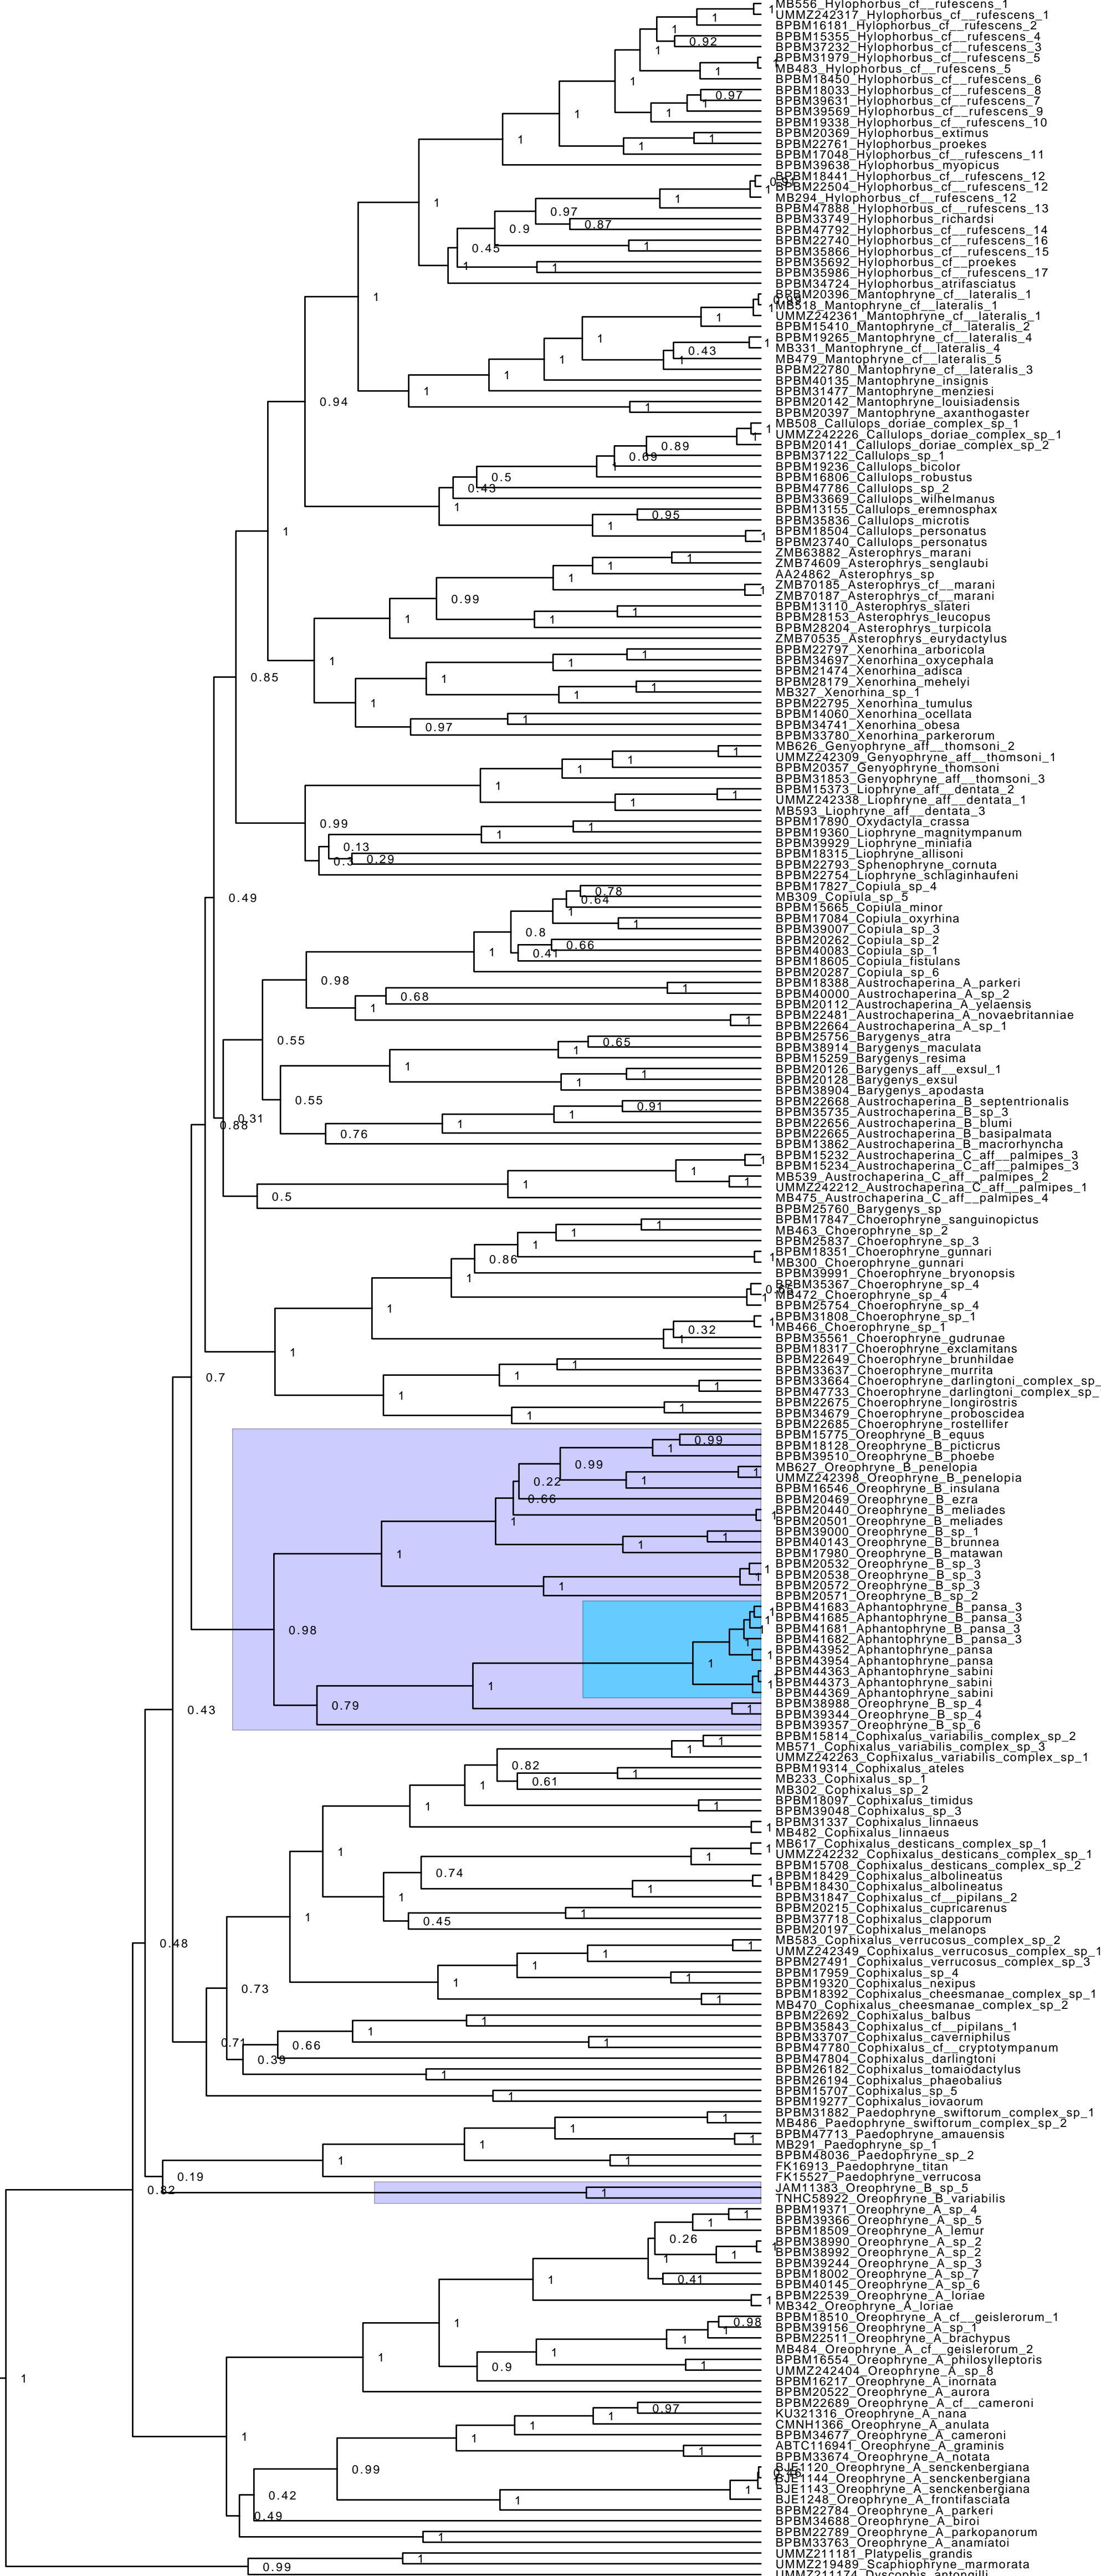 MB556_Hylophorbus_cf__rufescens_1
UMMZ242317_Hylophorbus_cf__rufescens_1
BPBM16181_Hylophorbus_cf__rufescens_2
BPBM15355_Hylophorbus_cf__rufescens_4
BPBM37232_Hylophorbus_cf__rufescens_3
BPBM31979_Hylophorbus_cf__rufescens_5
MB483_Hylophorbus_cf__rufescens_5
BPBM18450_Hylophorbus_cf__rufescens_6
BPBM18033_Hylophorbus_cf__rufescens_8
BPBM39631_Hylophorbus_cf__rufescens_7
BPBM39569_Hylophorbus_cf__rufescens_9
BPBM19338_Hylophorbus_cf__rufescens_10
BPBM20369_Hylophorbus_extimus
BPBM22761_Hylophorbus_proekes
BPBM17048_Hylophorbus_cf__rufescens_11
BPBM39638_Hylophorbus_myopicus
BPBM18441_Hylophorbus_cf__rufescens_12
BPBM22504_Hylophorbus_cf__rufescens_12
MB294_Hylophorbus_cf__rufescens_12
BPBM47888_Hylophorbus_cf__rufescens_13
BPBM33749_Hylophorbus_richardsi
BPBM47792_Hylophorbus_cf__rufescens_14
BPBM22740_Hylophorbus_cf__rufescens_16
BPBM35866_Hylophorbus_cf__rufescens_15
BPBM35692_Hylophorbus_cf__proekes
BPBM35986_Hylophorbus_cf__rufescens_17
BPBM34724_Hylophorbus_atrifasciatus
BPBM20396_Mantophryne_cf__lateralis_1
MB518_Mantophryne_cf__lateralis_1
UMMZ242361_Mantophryne_cf__lateralis_1
BPBM15410_Mantophryne_cf__lateralis_2
BPBM19265_Mantophryne_cf__lateralis_4
MB331_Mantophryne_cf__lateralis_4
MB479_Mantophryne_cf__lateralis_5
BPBM22780_Mantophryne_cf__lateralis_3
BPBM40135_Mantophryne_insignis
BPBM31477_Mantophryne_menziesi
BPBM20142_Mantophryne_louisiadensis
BPBM20397_Mantophryne_axanthogaster
MB508_Callulops_doriae_complex_sp_1
UMMZ242226_Callulops_doriae_complex_sp_1
BPBM20141_Callulops_doriae_complex_sp_2
BPBM37122_Callulops_sp_1
BPBM19236_Callulops_bicolor
BPBM16806_Callulops_robustus
BPBM47786_Callulops_sp_2
BPBM33669_Callulops_wilhelmanus
BPBM13155_Callulops_eremnosphax
BPBM35836_Callulops_microtis
BPBM18504_Callulops_personatus
BPBM23740_Callulops_personatus
ZMB63882_Asterophrys_marani
ZMB74609_Asterophrys_senglaubi
AA24862_Asterophrys_sp
ZMB70185_Asterophrys_cf__marani
ZMB70187_Asterophrys_cf__marani
BPBM13110_Asterophrys_slateri
BPBM28153_Asterophrys_leucopus
BPBM28204_Asterophrys_turpicola
ZMB70535_Asterophrys_eurydactylus
BPBM22797_Xenorhina_arboricola
BPBM34697_Xenorhina_oxycephala
BPBM21474_Xenorhina_adisca
BPBM28179_Xenorhina_mehelyi
MB327_Xenorhina_sp_1
BPBM22795_Xenorhina_tumulus
BPBM14060_Xenorhina_ocellata
BPBM34741_Xenorhina_obesa
BPBM33780_Xenorhina_parkerorum
MB626_Genyophryne_aff__thomsoni_2
UMMZ242309_Genyophryne_aff__thomsoni_1
BPBM20357_Genyophryne_thomsoni
BPBM31853_Genyophryne_aff__thomsoni_3
BPBM15373_Liophryne_aff__dentata_2
UMMZ242338_Liophryne_aff__dentata_1
MB593_Liophryne_aff__dentata_3
BPBM17890_Oxydactyla_crassa
BPBM19360_Liophryne_magnitympanum
BPBM39929_Liophryne_miniafia
BPBM18315_Liophryne_allisoni
BPBM22793_Sphenophryne_cornuta
BPBM22754_Liophryne_schlaginhaufeni
BPBM17827_Copiula_sp_4
MB309_Copiula_sp_5
BPBM15665_Copiula_minor
BPBM17084_Copiula_oxyrhina
BPBM39007_Copiula_sp_3
BPBM20262_Copiula_sp_2
BPBM40083_Copiula_sp_1
BPBM18605_Copiula_fistulans
BPBM20287_Copiula_sp_6
BPBM18388_Austrochaperina_A_parkeri
BPBM40000_Austrochaperina_A_sp_2
BPBM20112_Austrochaperina_A_yelaensis
BPBM22481_Austrochaperina_A_novaebritanniae
BPBM22664_Austrochaperina_A_sp_1
BPBM25756_Barygenys_atra
BPBM38914_Barygenys_maculata
BPBM15259_Barygenys_resima
BPBM20126_Barygenys_aff__exsul_1
BPBM20128_Barygenys_exsul
BPBM38904_Barygenys_apodasta
BPBM22668_Austrochaperina_B_septentrionalis
BPBM35735_Austrochaperina_B_sp_3
BPBM22656_Austrochaperina_B_blumi
BPBM22665_Austrochaperina_B_basipalmata
BPBM13862_Austrochaperina_B_macrorhyncha
BPBM15232_Austrochaperina_C_aff__palmipes_3
BPBM15234_Austrochaperina_C_aff__palmipes_3
MB539_Austrochaperina_C_aff__palmipes_2
UMMZ242212_Austrochaperina_C_aff__palmipes_1
MB475_Austrochaperina_C_aff__palmipes_4
BPBM25760_Barygenys_sp
BPBM17847_Choerophryne_sanguinopictus
MB463_Choerophryne_sp_2
BPBM25837_Choerophryne_sp_3
BPBM18351_Choerophryne_gunnari
MB300_Choerophryne_gunnari
BPBM39991_Choerophryne_bryonopsis
BPBM35367_Choerophryne_sp_4
MB472_Choerophryne_sp_4
BPBM25754_Choerophryne_sp_4
BPBM31808_Choerophryne_sp_1
MB466_Choerophryne_sp_1
BPBM35561_Choerophryne_gudrunae
BPBM18317_Choerophryne_exclamitans
BPBM22649_Choerophryne_brunhildae
BPBM33637_Choerophryne_murrita
BPBM33664_Choerophryne_darlingtoni_complex_sp_
BPBM47733_Choerophryne_darlingtoni_complex_sp_
BPBM22675_Choerophryne_longirostris
BPBM34679_Choerophryne_proboscidea
BPBM22685_Choerophryne_rostellifer
BPBM15775_Oreophryne_B_equus
BPBM18128_Oreophryne_B_picticrus
BPBM39510_Oreophryne_B_phoebe
MB627_Oreophryne_B_penelopia
UMMZ242398_Oreophryne_B_penelopia
BPBM16546_Oreophryne_B_insulana
BPBM20469_Oreophryne_B_ezra
BPBM20440_Oreophryne_B_meliades
BPBM20501_Oreophryne_B_meliades
BPBM39000_Oreophryne_B_sp_1
BPBM40143_Oreophryne_B_brunnea
BPBM17980_Oreophryne_B_matawan
BPBM20532_Oreophryne_B_sp_3
BPBM20538_Oreophryne_B_sp_3
BPBM20572_Oreophryne_B_sp_3
BPBM20571_Oreophryne_B_sp_2
BPBM41683_Aphantophryne_B_pansa_3
BPBM41685_Aphantophryne_B_pansa_3
BPBM41681_Aphantophryne_B_pansa_3
BPBM41682_Aphantophryne_B_pansa_3
BPBM43952_Aphantophryne_pansa
BPBM43954_Aphantophryne_pansa
BPBM44363_Aphantophryne_sabini
BPBM44373_Aphantophryne_sabini
BPBM44369_Aphantophryne_sabini
BPBM38988_Oreophryne_B_sp_4
BPBM39344_Oreophryne_B_sp_4
BPBM39357_Oreophryne_B_sp_6
BPBM15814_Cophixalus_variabilis_complex_sp_2
MB571_Cophixalus_variabilis_complex_sp_3
UMMZ242263_Cophixalus_variabilis_complex_sp_1
BPBM19314_Cophixalus_ateles
MB233_Cophixalus_sp_1
MB302_Cophixalus_sp_2
BPBM18097_Cophixalus_timidus
BPBM39048_Cophixalus_sp_3
BPBM31337_Cophixalus_linnaeus
MB482_Cophixalus_linnaeus
MB617_Cophixalus_desticans_complex_sp_1
UMMZ242232_Cophixalus_desticans_complex_sp_1
BPBM15708_Cophixalus_desticans_complex_sp_2
BPBM18429_Cophixalus_albolineatus
BPBM18430_Cophixalus_albolineatus
BPBM31847_Cophixalus_cf__pipilans_2
BPBM20215_Cophixalus_cupricarenus
BPBM37718_Cophixalus_clapporum
BPBM20197_Cophixalus_melanops
MB583_Cophixalus_verrucosus_complex_sp_2
UMMZ242349_Cophixalus_verrucosus_complex_sp_1
BPBM27491_Cophixalus_verrucosus_complex_sp_3
BPBM17959_Cophixalus_sp_4
BPBM19320_Cophixalus_nexipus
BPBM18392_Cophixalus_cheesmanae_complex_sp_1
MB470_Cophixalus_cheesmanae_complex_sp_2
BPBM22692_Cophixalus_balbus
BPBM35843_Cophixalus_cf__pipilans_1
BPBM33707_Cophixalus_caverniphilus
BPBM47780_Cophixalus_cf__cryptotympanum
BPBM47804_Cophixalus_darlingtoni
BPBM26182_Cophixalus_tomaiodactylus
BPBM26194_Cophixalus_phaeobalius
BPBM15707_Cophixalus_sp_5
BPBM19277_Cophixalus_iovaorum
BPBM31882_Paedophryne_swiftorum_complex_sp_1
MB486_Paedophryne_swiftorum_complex_sp_2
BPBM47713_Paedophryne_amauensis
MB291_Paedophryne_sp_1
BPBM48036_Paedophryne_sp_2
FK16913_Paedophryne_titan
FK15527_Paedophryne_verrucosa
JAM11383_Oreophryne_B_sp_5
TNHC58922_Oreophryne_B_variabilis
BPBM19371_Oreophryne_A_sp_4
BPBM39366_Oreophryne_A_sp_5
BPBM18509_Oreophryne_A_lemur
BPBM38990_Oreophryne_A_sp_2
BPBM38992_Oreophryne_A_sp_2
BPBM39244_Oreophryne_A_sp_3
BPBM18002_Oreophryne_A_sp_7
BPBM40145_Oreophryne_A_sp_6
BPBM22539_Oreophryne_A_loriae
MB342_Oreophryne_A_loriae
BPBM18510_Oreophryne_A_cf__geislerorum_1
BPBM39156_Oreophryne_A_sp_1
BPBM22511_Oreophryne_A_brachypus
MB484_Oreophryne_A_cf__geislerorum_2
BPBM16554_Oreophryne_A_philosylleptoris
UMMZ242404_Oreophryne_A_sp_8
BPBM16217_Oreophryne_A_inornata
BPBM20522_Oreophryne_A_aurora
BPBM22689_Oreophryne_A_cf__cameroni
KU321316_Oreophryne_A_nana
CMNH1366_Oreophryne_A_anulata
BPBM34677_Oreophryne_A_cameroni
ABTC116941_Oreophryne_A_graminis
BPBM33674_Oreophryne_A_notata
BJE1120_Oreophryne_A_senckenbergiana
BJE1144_Oreophryne_A_senckenbergiana
BJE1143_Oreophryne_A_senckenbergiana
BJE1248_Oreophryne_A_frontifasciata
BPBM22784_Oreophryne_A_parkeri
BPBM34688_Oreophryne_A_biroi
BPBM22789_Oreophryne_A_parkopanorum
BPBM33763_Oreophryne_A_anamiatoi
UMMZ211181_Platypelis_grandis
UMMZ219489_Scaphiophryne_marmorata
UMMZ211174_Dyscophis_antongilli